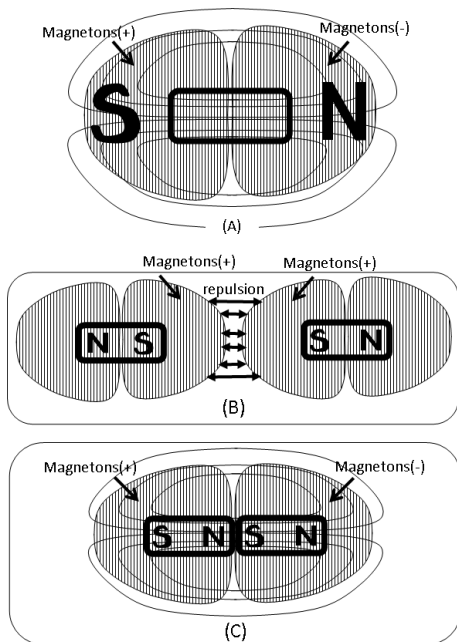 Magnetons(+) Magnetons(-)
S N
(A)
Magnetons(+) Magnetons(+)
repulsion
N S S N
(B)
Magnetons(+) Magnetons(-)
S N S N
(C)